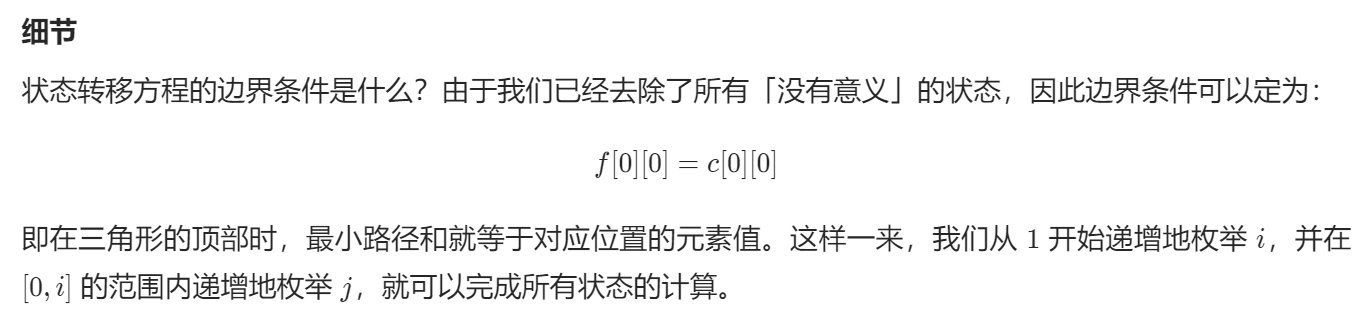 细节
状态转移方程的边界条件是什么？由于我们已经去除了所有「没有意义」的状态，因此边界条件可以定为：
f[0][0] = c[0][0]
即在三角形的顶部时，最小路径和就等于对应位置的元素值。这样一来，我们从 1 开始递增地枚举 i，并在
[0, i] 的范围内递增地枚举 j，就可以完成所有状态的计算。